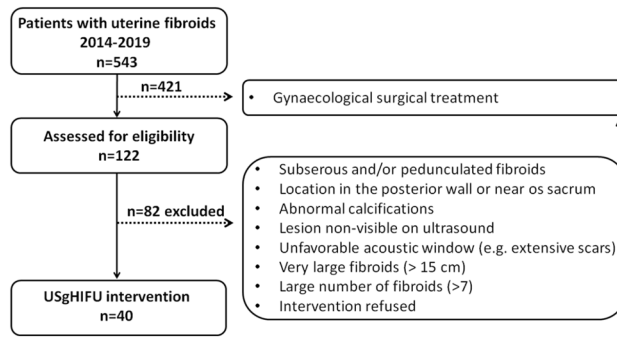 Patients with uterine fibroids
2014-2019
n=543
n=421
• Gynaecological surgical treatment
Assessed for eligibility
n=122
n=82 excluded
• Subserous and/or pedunculated fibroids
• Location in the posterior wall or near os sacrum
• Abnormal calcifications
• Lesion non-visible on ultrasound
• Unfavorable acoustic window (e.g. extensive scars)
• Very large fibroids (> 15 cm)
• Large number of fibroids (>7)
• Intervention refused
USgHIFU intervention
n=40